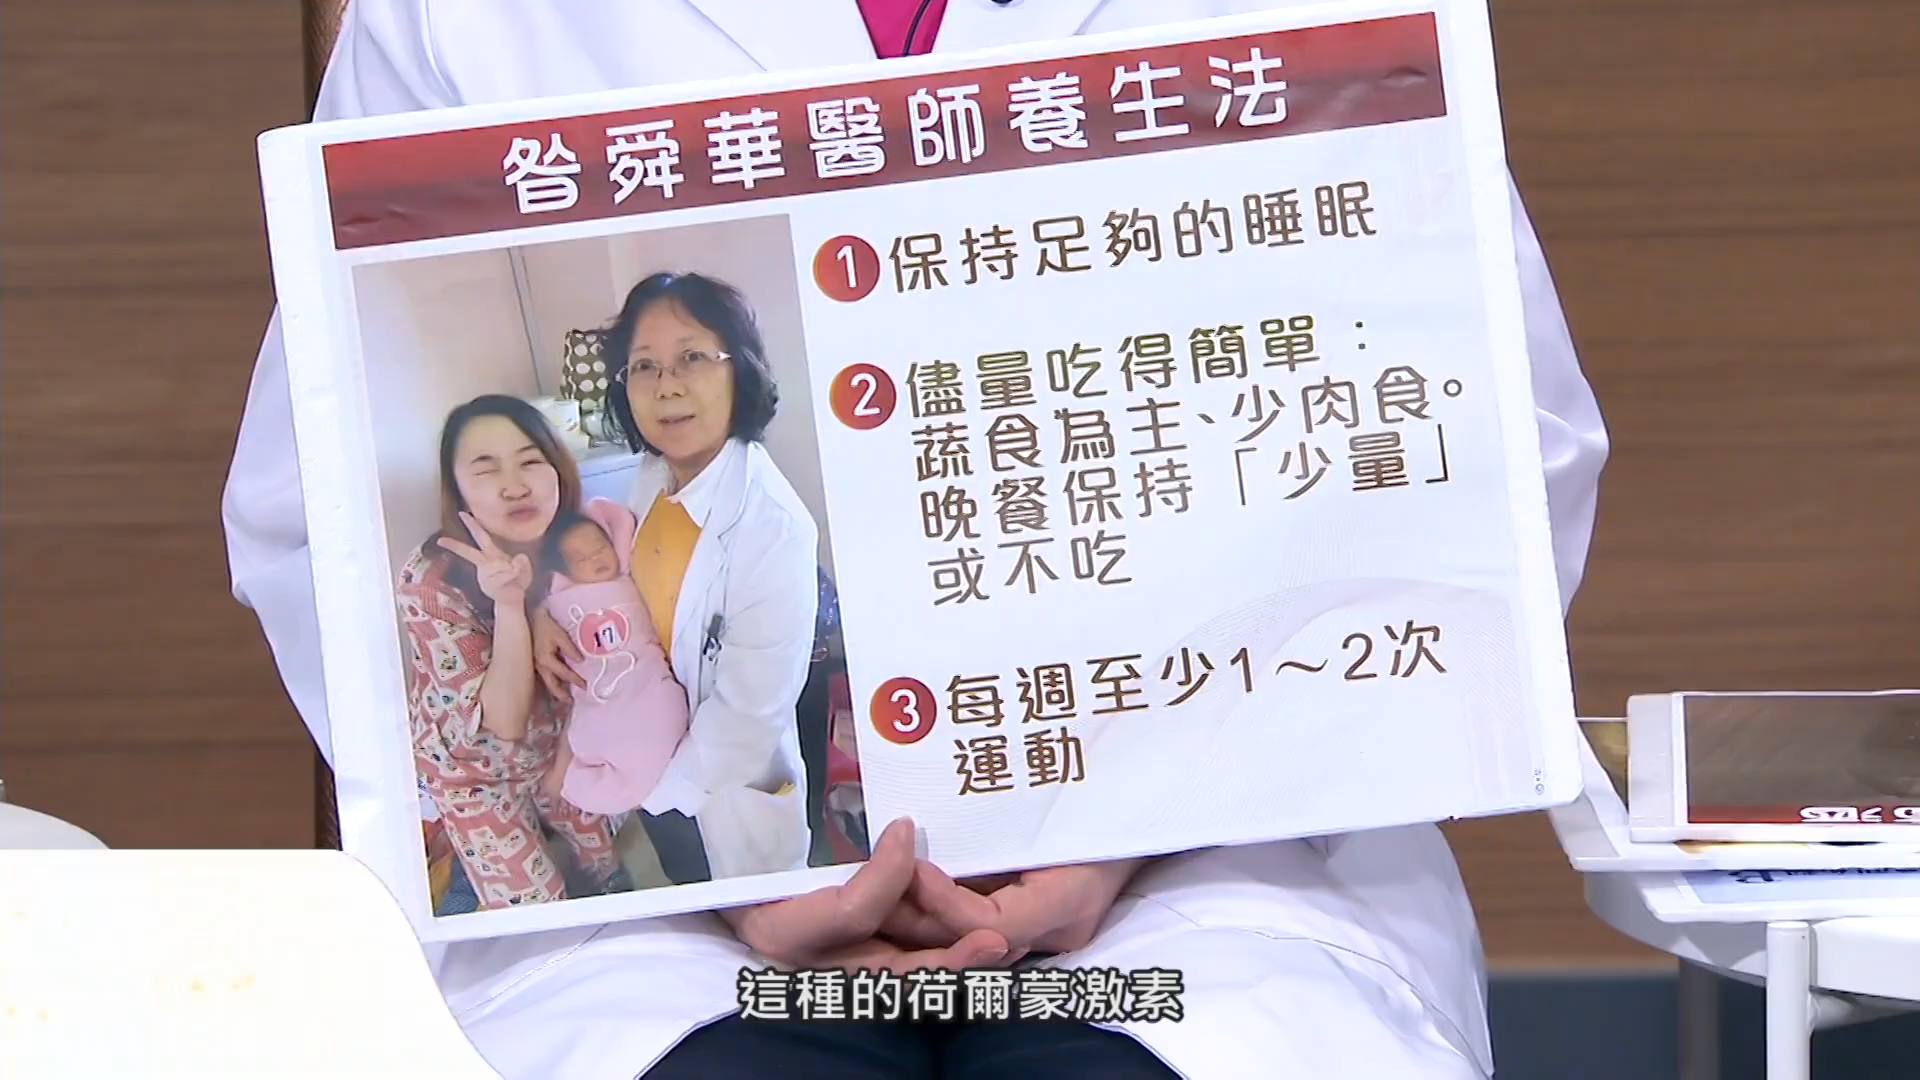 昝舜華醫師養生法
1 保持足夠的睡眠
2 儘量吃得簡單：
蔬食為主、少肉食。
晚餐保持「少量」
或不吃
3 每週至少1～2次
運動
17
這種的荷爾蒙激素